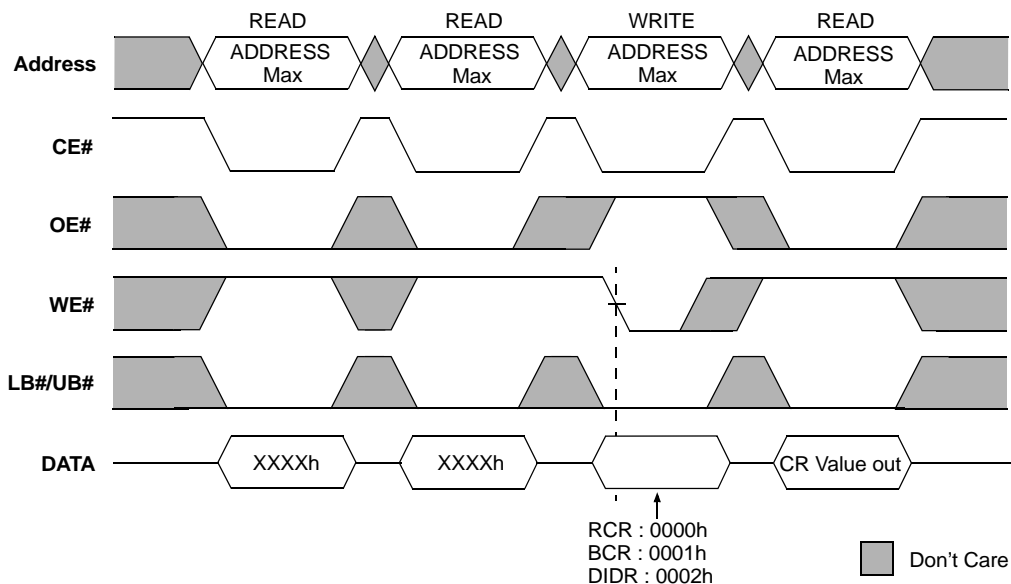 READ
READ
WRITE
READ
Address
ADDRESS
Max
ADDRESS
Max
ADDRESS
Max
ADDRESS
Max
CE#
OE#
WE#
LB#/UB#
DATA
XXXXh
XXXXh
CR Value out
RCR : 0000h
BCR : 0001h
DIDR : 0002h
Don't Care